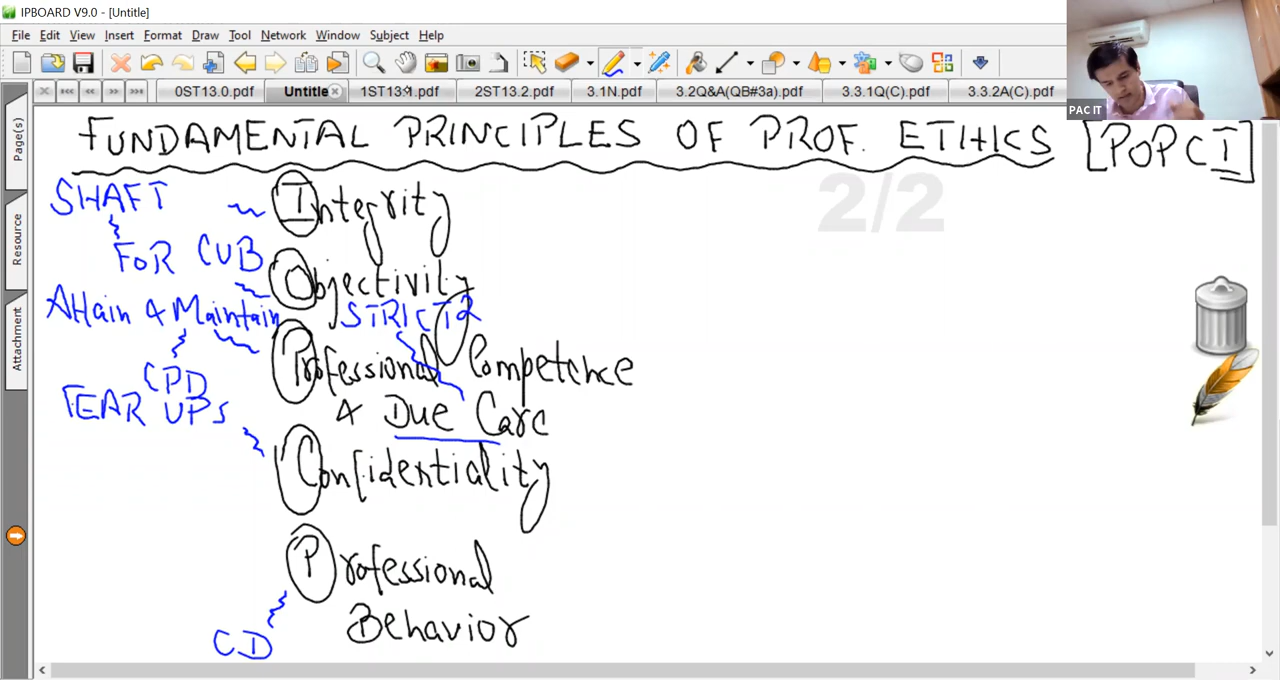 IPBOARD V9.0 - [Untitle]
File Edit View Insert Format Draw Tool Network Window Subject Help
PAC IT
0ST13.0.pdf Untitle 1ST13.1.pdf 2ST13.2.pdf 3.1N.pdf 3.2Q&A(QB#3a).pdf 3.3.1Q(C).pdf 3.3.2A(C).pdf
Page(s)
Resource
Attachment
FUNDAMENTAL PRINCIPLES OF PROF. ETIHICS [POPCI]
2/2
SHAFT Integrity
FOR CUB
Objectivity
Attain & Maintain STRICT2
Professional Competence
CPD
TEAR UPS & Due Care
Confidentiality
Professional
Behavior
CD